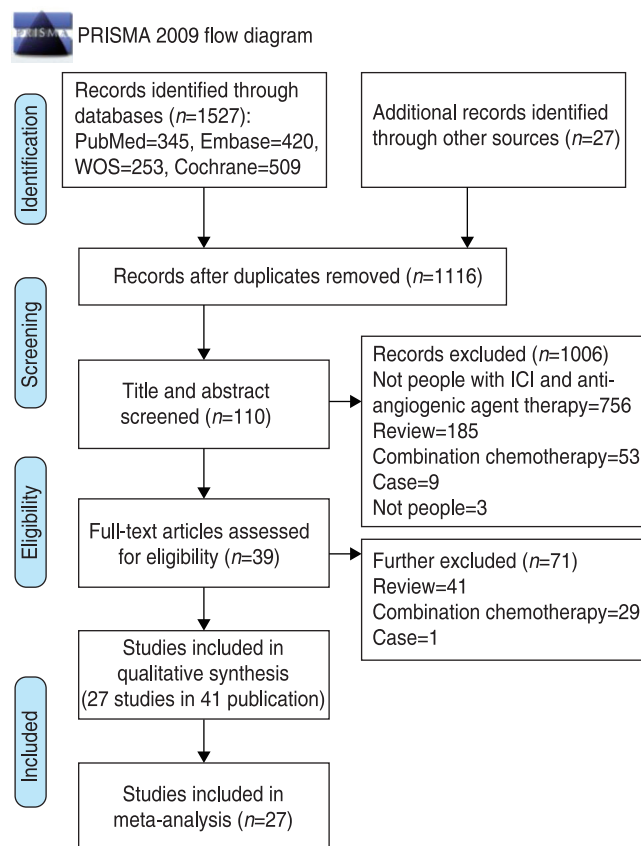 PRISMA
PRISMA 2009 flow diagram
Identification
Records identified through
databases (n=1527):
PubMed=345, Embase=420,
WOS=253, Cochrane=509
Additional records identified
through other sources (n=27)
Records after duplicates removed (n=1116)
Screening
Title and abstract
screened (n=110)
Records excluded (n=1006)
Not people with ICI and anti-
angiogenic agent therapy=756
Review=185
Combination chemotherapy=53
Case=9
Not people=3
Eligibility
Full-text articles assessed
for eligibility (n=39)
Further excluded (n=71)
Review=41
Combination chemotherapy=29
Case=1
Studies included in
qualitative synthesis
(27 studies in 41 publication)
Included
Studies included in
meta-analysis (n=27)